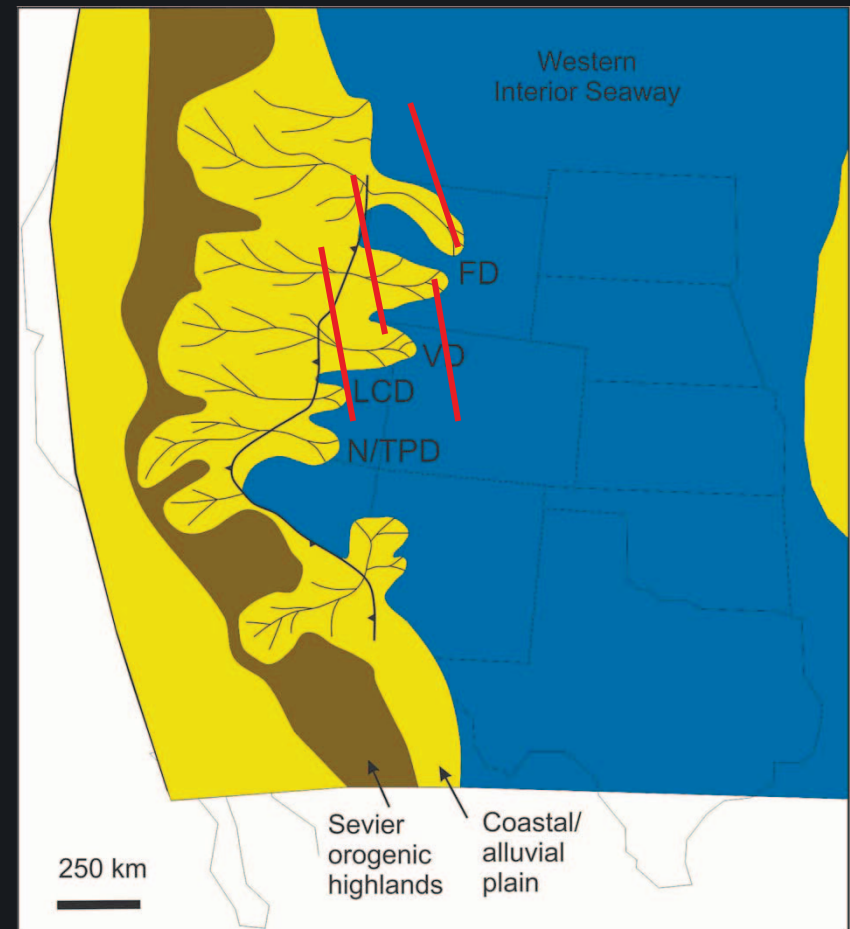 Western
Interior Seaway
FD
VD
LCD
N/TPD
Sevier
orogenic
highlands
Coastal/
alluvial
plain
250 km